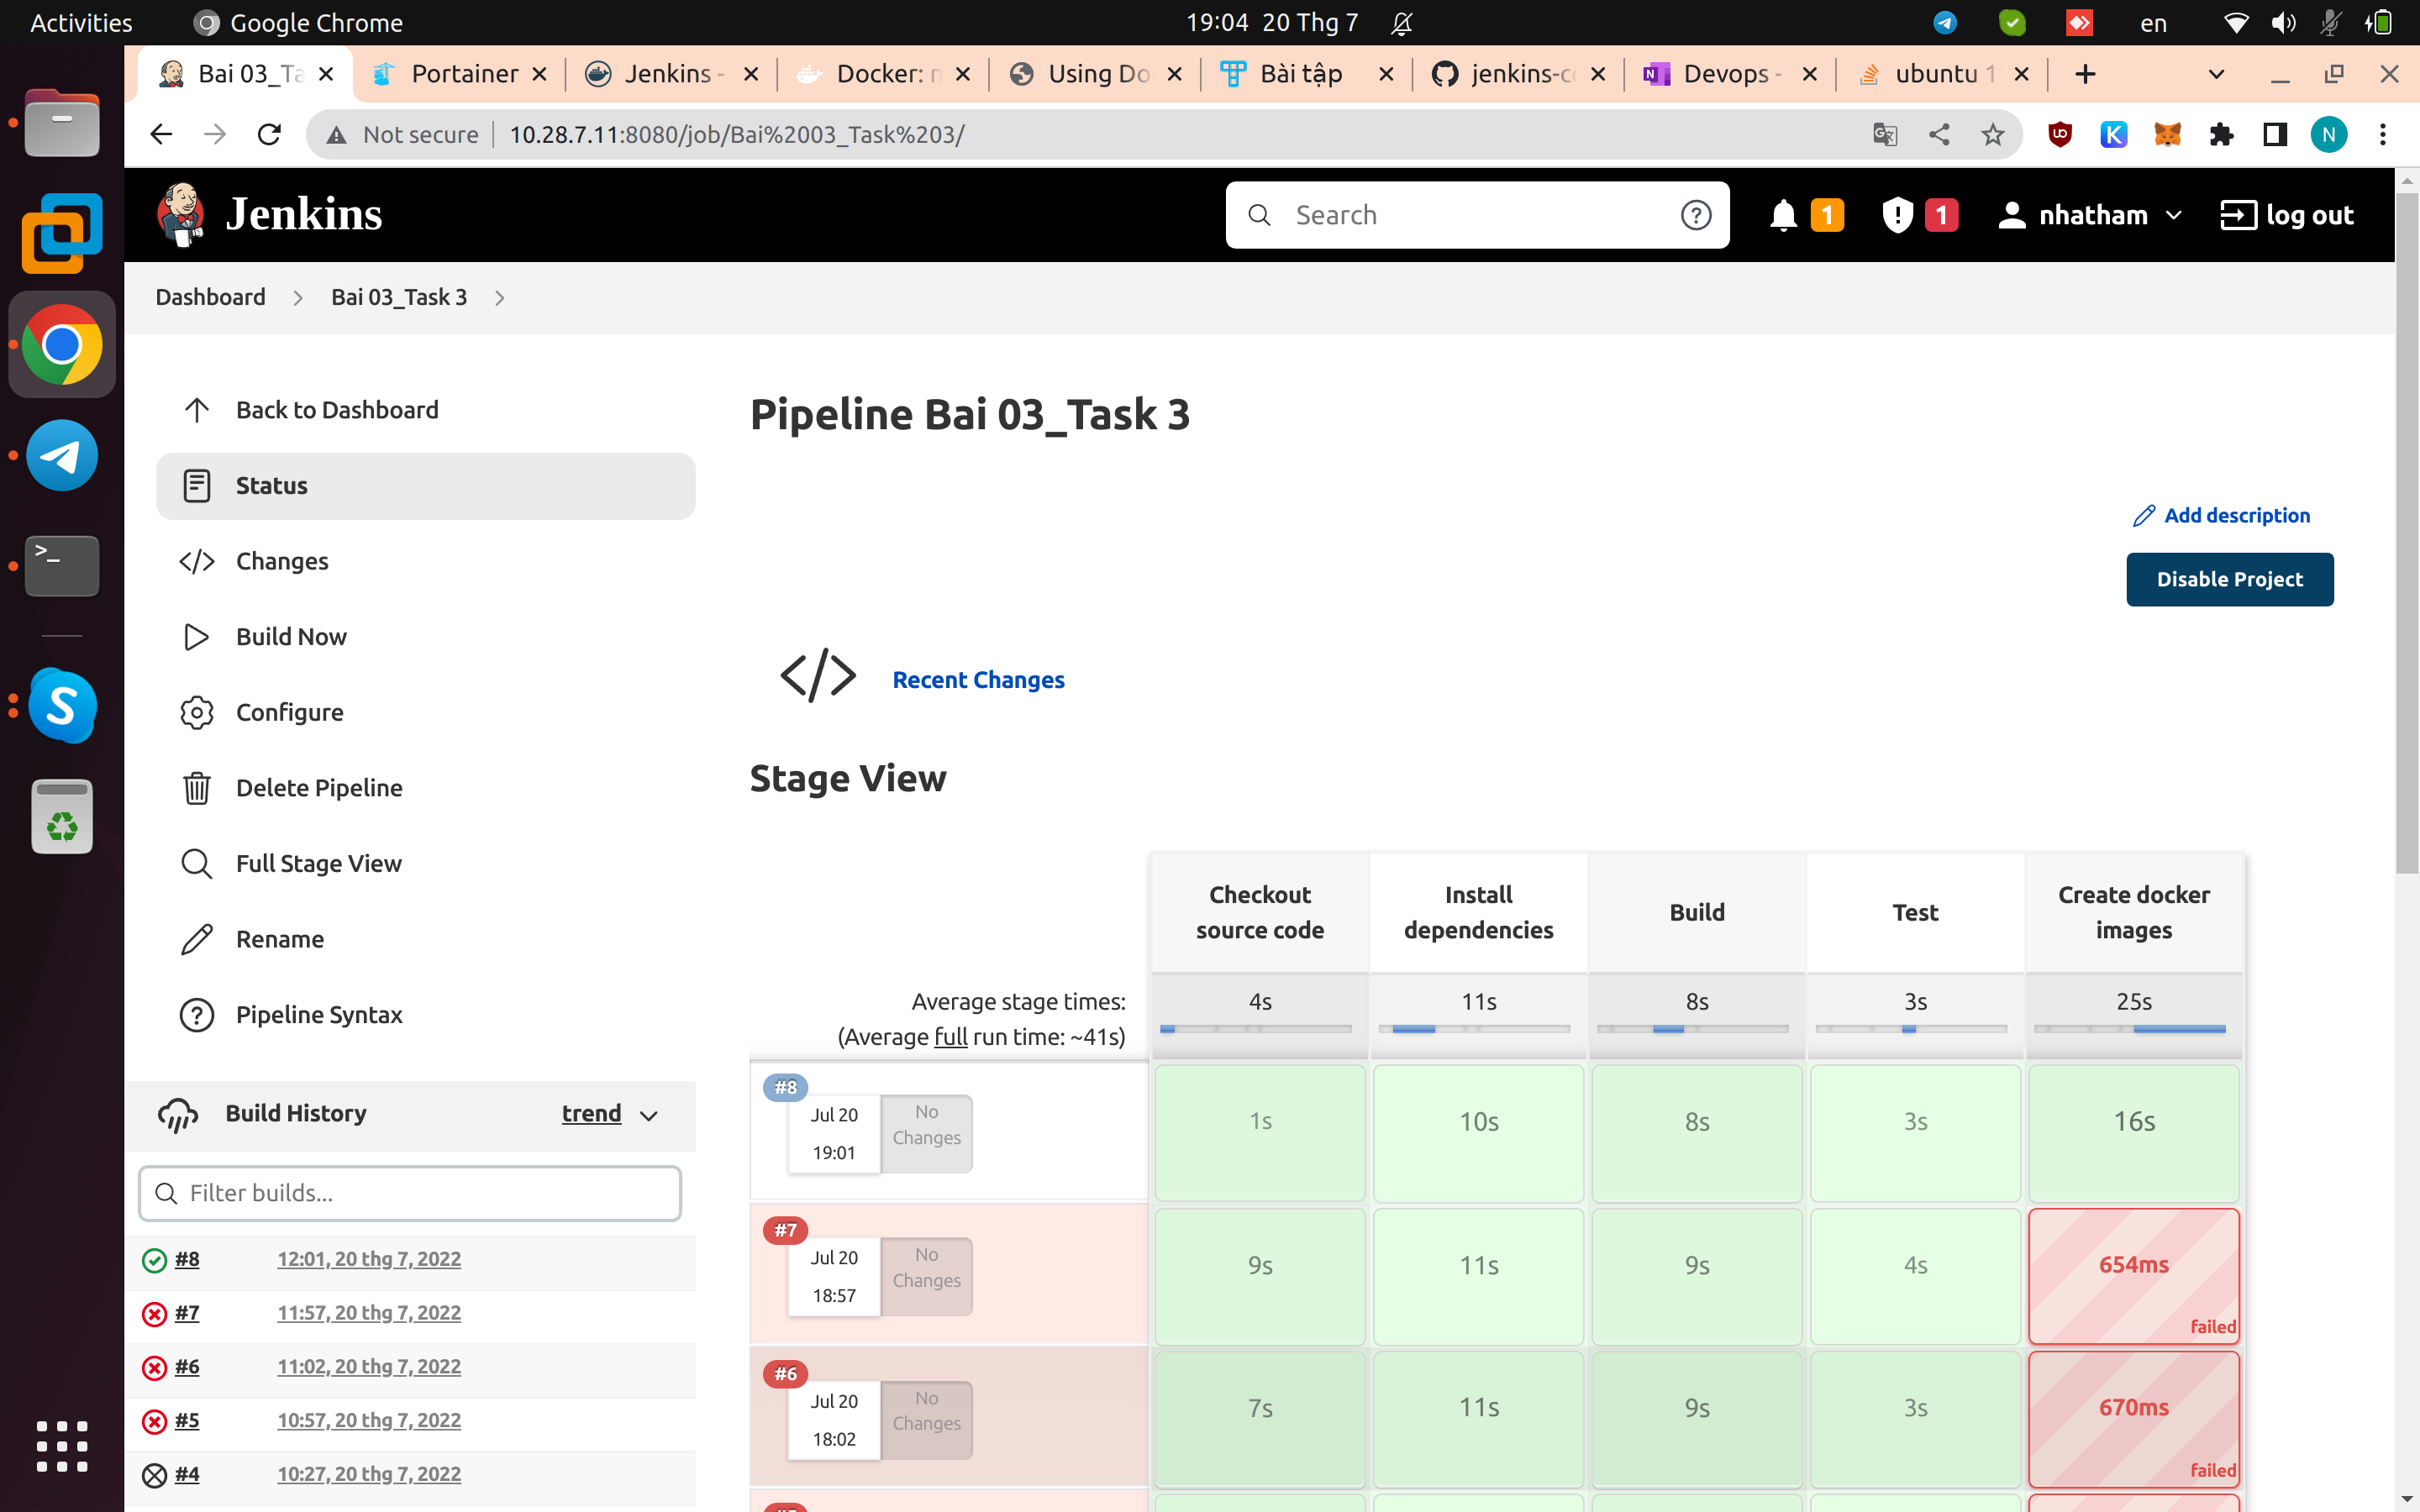 Activities
Google Chrome
19:04 20 Thg 7
en
Bai 03_Ta
Portainer
Jenkins -
Docker: n
Using Do
Bài tập
jenkins-c
Devops -
ubuntu 1
Not secure
10.28.7.11:8080/job/Bai%2003_Task%203/
N
Jenkins
Search
1
1
nhatham
log out
Dashboard
Bai 03_Task 3
Back to Dashboard
Status
Changes
Build Now
Configure
Delete Pipeline
Full Stage View
Rename
Pipeline Syntax
Build History
trend
Filter builds...
#8 12:01, 20 thg 7, 2022
#7 11:57, 20 thg 7, 2022
#6 11:02, 20 thg 7, 2022
#5 10:57, 20 thg 7, 2022
#4 10:27, 20 thg 7, 2022
Pipeline Bai 03_Task 3
Add description
Disable Project
Recent Changes
Stage View
Checkout
source code
Install
dependencies
Build
Test
Create docker
images
Average stage times:
(Average full run time: ~41s)
4s
11s
8s
3s
25s
#8
Jul 20
19:01
No
Changes
1s
10s
8s
3s
16s
#7
Jul 20
18:57
No
Changes
9s
11s
9s
4s
654ms
failed
#6
Jul 20
18:02
No
Changes
7s
11s
9s
3s
670ms
failed